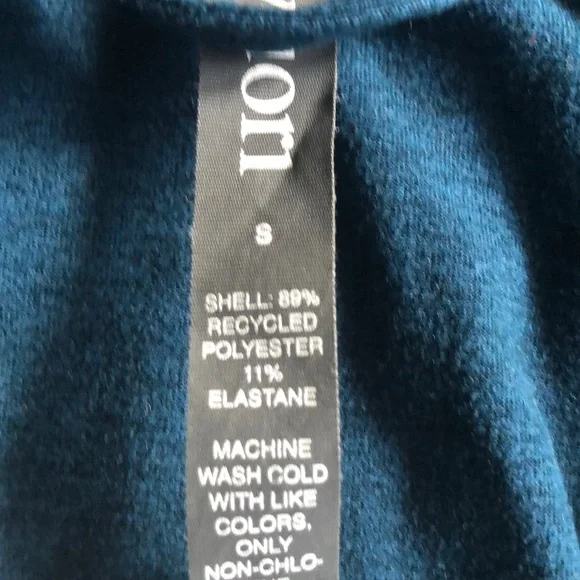 S
SHELL: 89%
RECYCLED
POLYESTER
11%
ELASTANE
MACHINE
WASH COLD
WITH LIKE
COLORS,
ONLY
NON-CHLO-